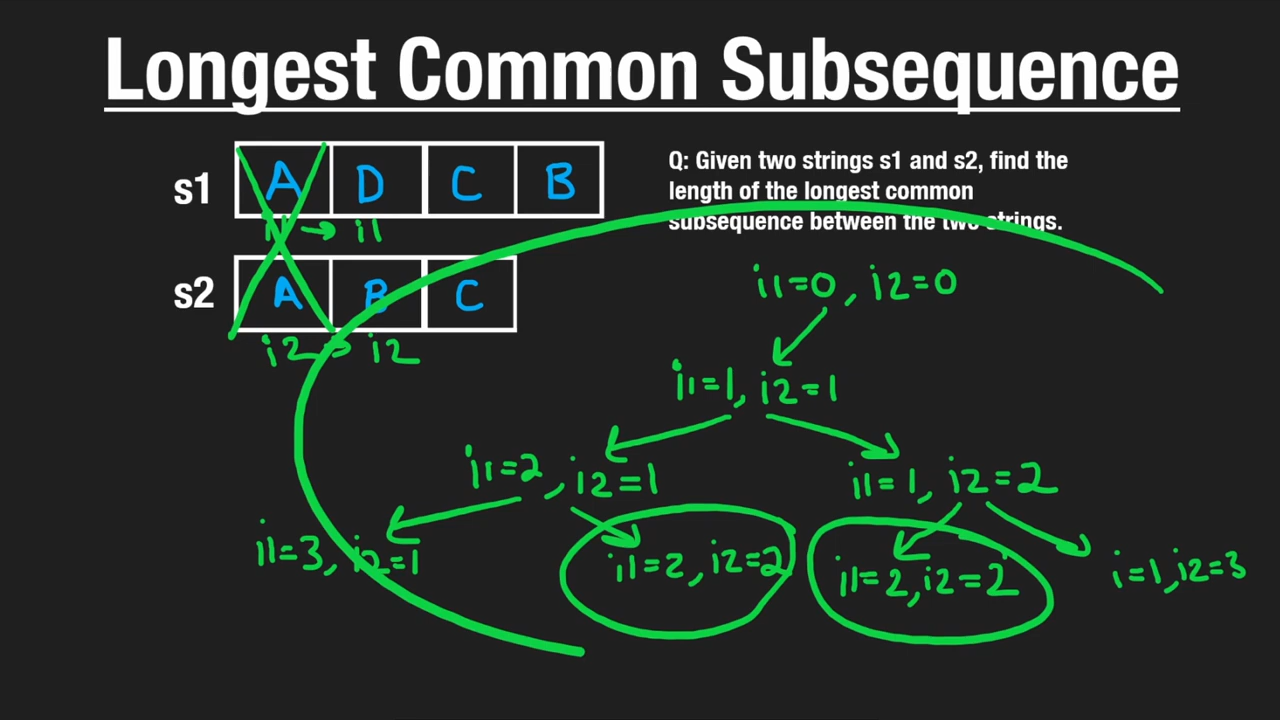 Longest Common Subsequence
s1 A D C B
i1 → i1
s2 A B C
i2 → i2
Q: Given two strings s1 and s2, find the
length of the longest common
subsequence between the two strings.
i1=0, i2=0
i1=1, i2=1
i1=2, i2=1
i1=1, i2=2
i1=3, i2=1
i1=2, i2=2
i1=2, i2=2
i=1, i2=3